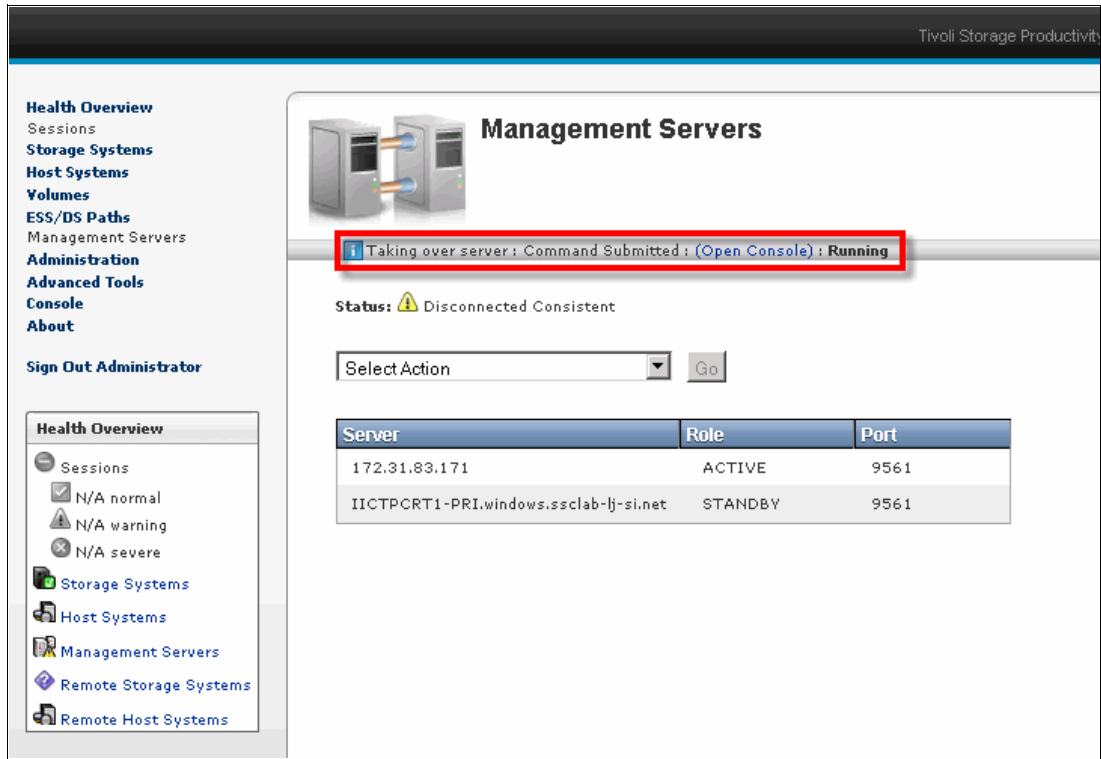 Tivoli Storage Productivity
Health Overview
Sessions
Storage Systems
Host Systems
Volumes
ESS/DS Paths
Management Servers
Administration
Advanced Tools
Console
About
Sign Out Administrator
Health Overview
Sessions
N/A normal
N/A warning
N/A severe
Storage Systems
Host Systems
Management Servers
Remote Storage Systems
Remote Host Systems
Management Servers
Taking over server : Command Submitted : (Open Console) : Running
Status: Disconnected Consistent
Select Action Go
Server Role Port
172.31.83.171 ACTIVE 9561
IICTPCRT1-PRI.windows.ssclab-lj-si.net STANDBY 9561